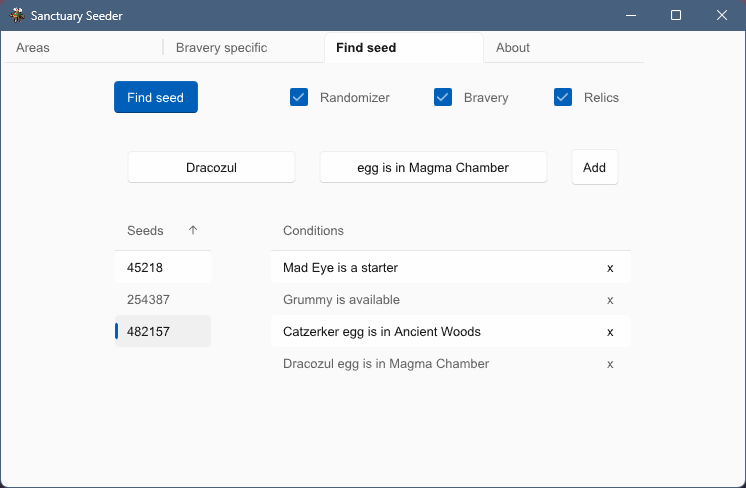 Sanctuary Seeder
Areas Bravery specific Find seed About
Find seed Randomizer Bravery Relics
Dracozul egg is in Magma Chamber Add
Seeds Conditions
45218 Mad Eye is a starter x
254387 Grummy is available x
482157 Catzerker egg is in Ancient Woods x
Dracozul egg is in Magma Chamber x